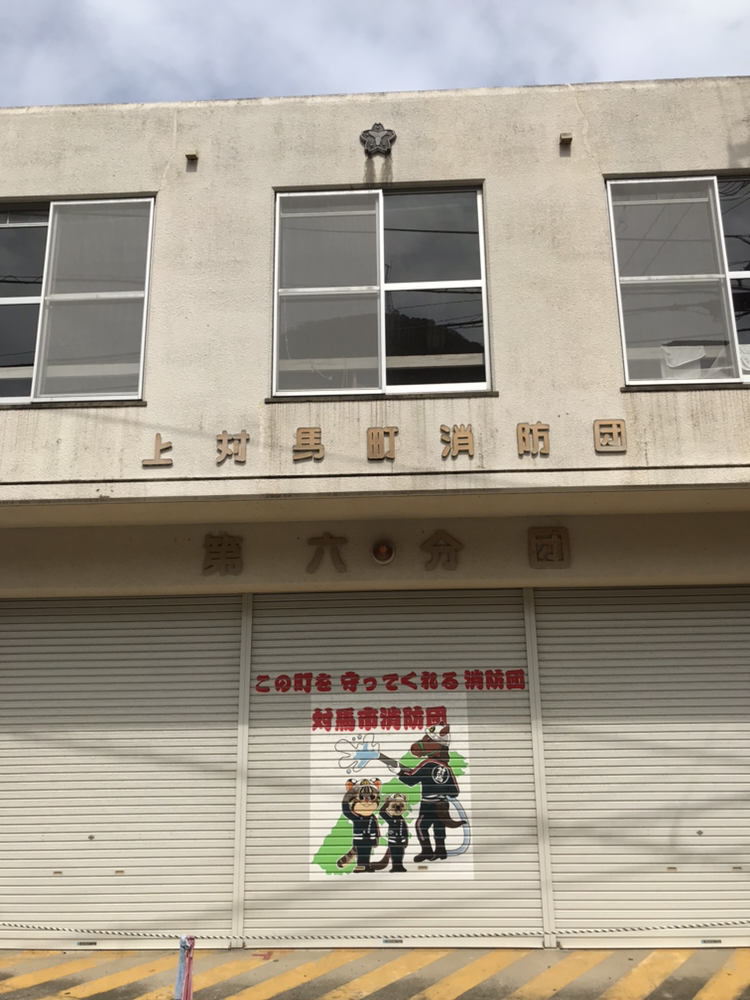 上対馬町消防団
第六分団
この町を守ってくれる消防団
対馬市消防団